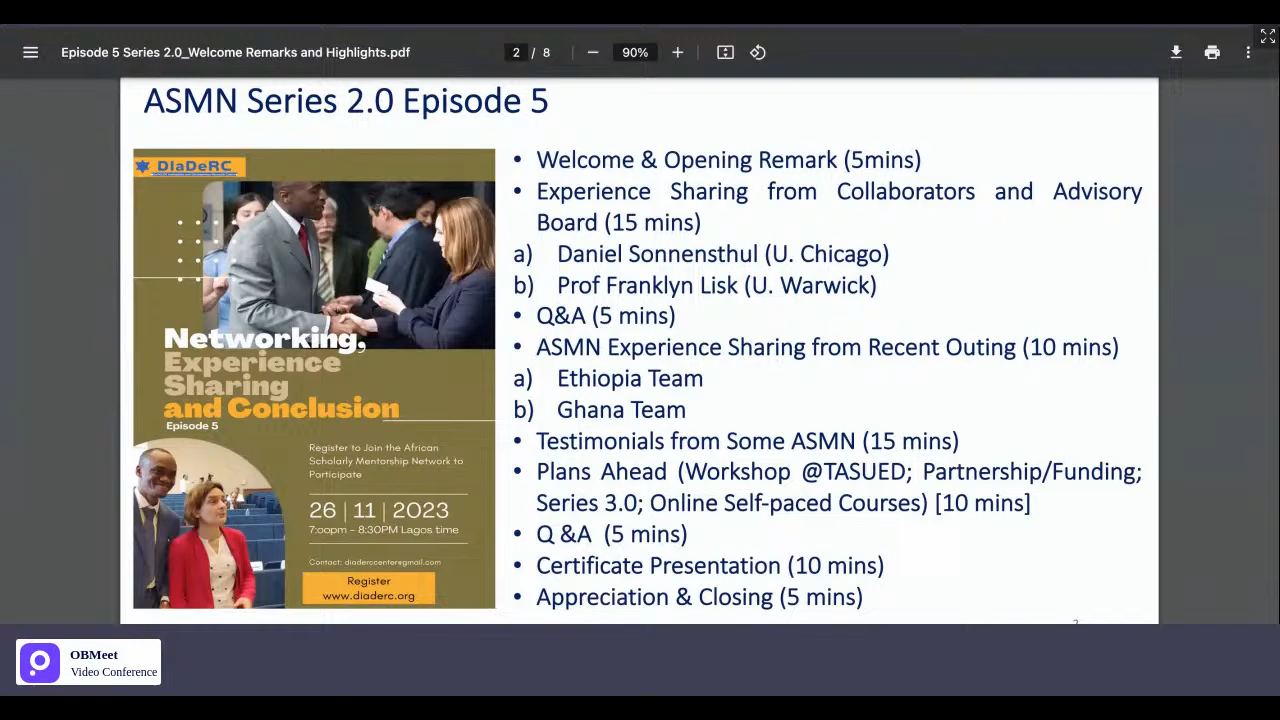 Episode 5 Series 2.0_Welcome Remarks and Highlights.pdf
2 / 8
90%
ASMN Series 2.0 Episode 5
DIaDeRC
Networking,
Experience
Sharing
and Conclusion
Episode 5
Register to Join the African
Scholarly Mentorship Network to
Participate
26 | 11 | 2023
7:00pm – 8:30PM Lagos time
Contact: diaderccenter@gmail.com
Register
www.diaderc.org
• Welcome & Opening Remark (5mins)
• Experience Sharing from Collaborators and Advisory
Board (15 mins)
a) Daniel Sonnensthul (U. Chicago)
b) Prof Franklyn Lisk (U. Warwick)
• Q&A (5 mins)
• ASMN Experience Sharing from Recent Outing (10 mins)
a) Ethiopia Team
b) Ghana Team
• Testimonials from Some ASMN (15 mins)
• Plans Ahead (Workshop @TASUED; Partnership/Funding;
Series 3.0; Online Self-paced Courses) [10 mins]
• Q &A (5 mins)
• Certificate Presentation (10 mins)
• Appreciation & Closing (5 mins)
OBMeet
Video Conference